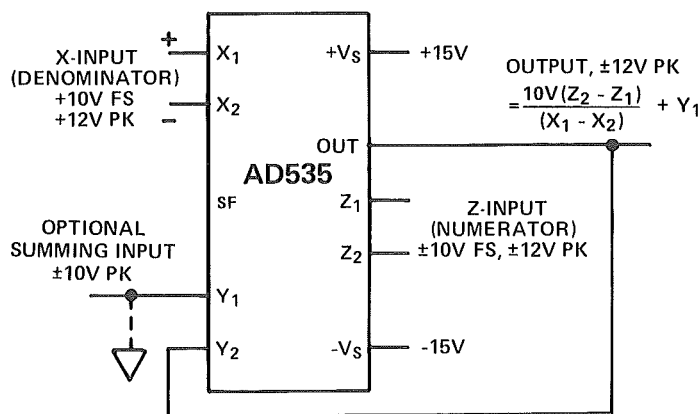 X-INPUT
(DENOMINATOR)
+10V FS
+12V PK
+
-
X1
X2
SF
OPTIONAL
SUMMING INPUT
±10V PK
Y1
Y2
AD535
+VS
+15V
OUT
OUTPUT, ±12V PK
= 10V(Z2 - Z1) / (X1 - X2) + Y1
Z1
Z2
Z-INPUT
(NUMERATOR)
±10V FS, ±12V PK
-VS
-15V